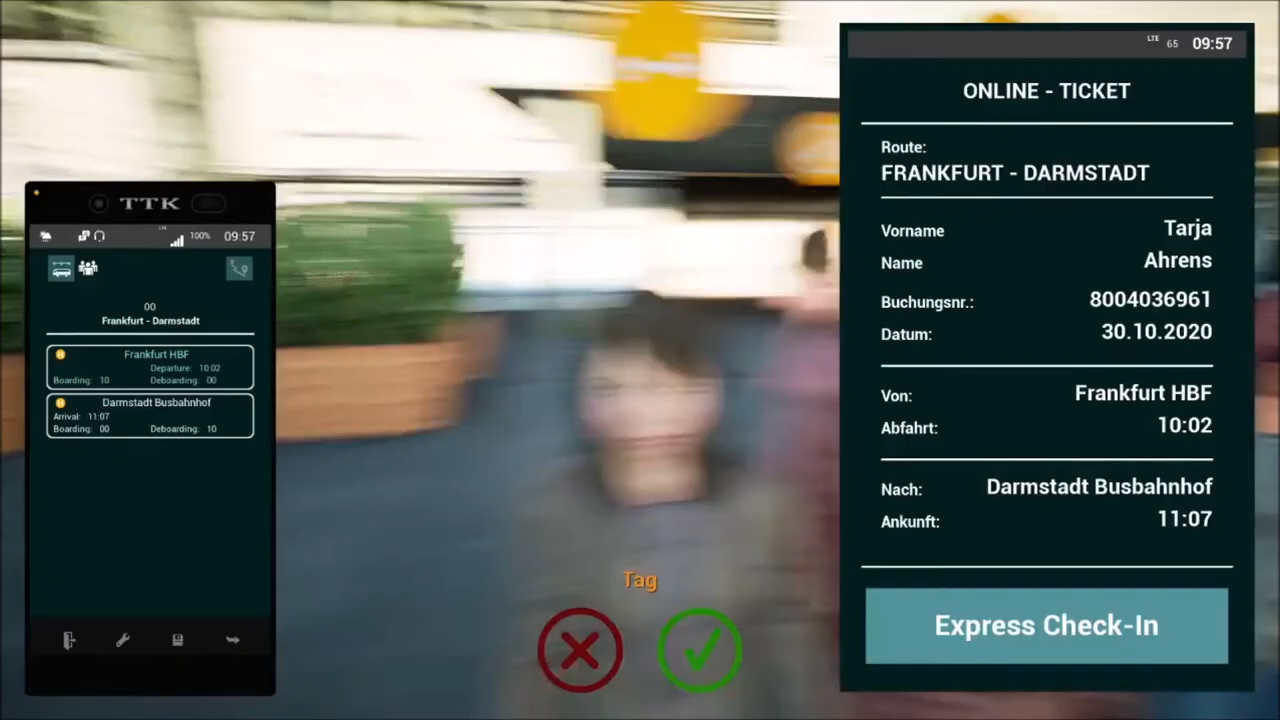 TTK
LTE 100% 09:57
00
Frankfurt - Darmstadt
H Frankfurt HBF
Departure: 10:02
Boarding: 10 Deboarding: 00
H Darmstadt Busbahnhof
Arrival: 11:07
Boarding: 00 Deboarding: 10
Tag
LTE 65 09:57
ONLINE - TICKET
Route:
FRANKFURT - DARMSTADT
Vorname Tarja
Name Ahrens
Buchungsnr.: 8004036961
Datum: 30.10.2020
Von: Frankfurt HBF
Abfahrt: 10:02
Nach: Darmstadt Busbahnhof
Ankunft: 11:07
Express Check-In